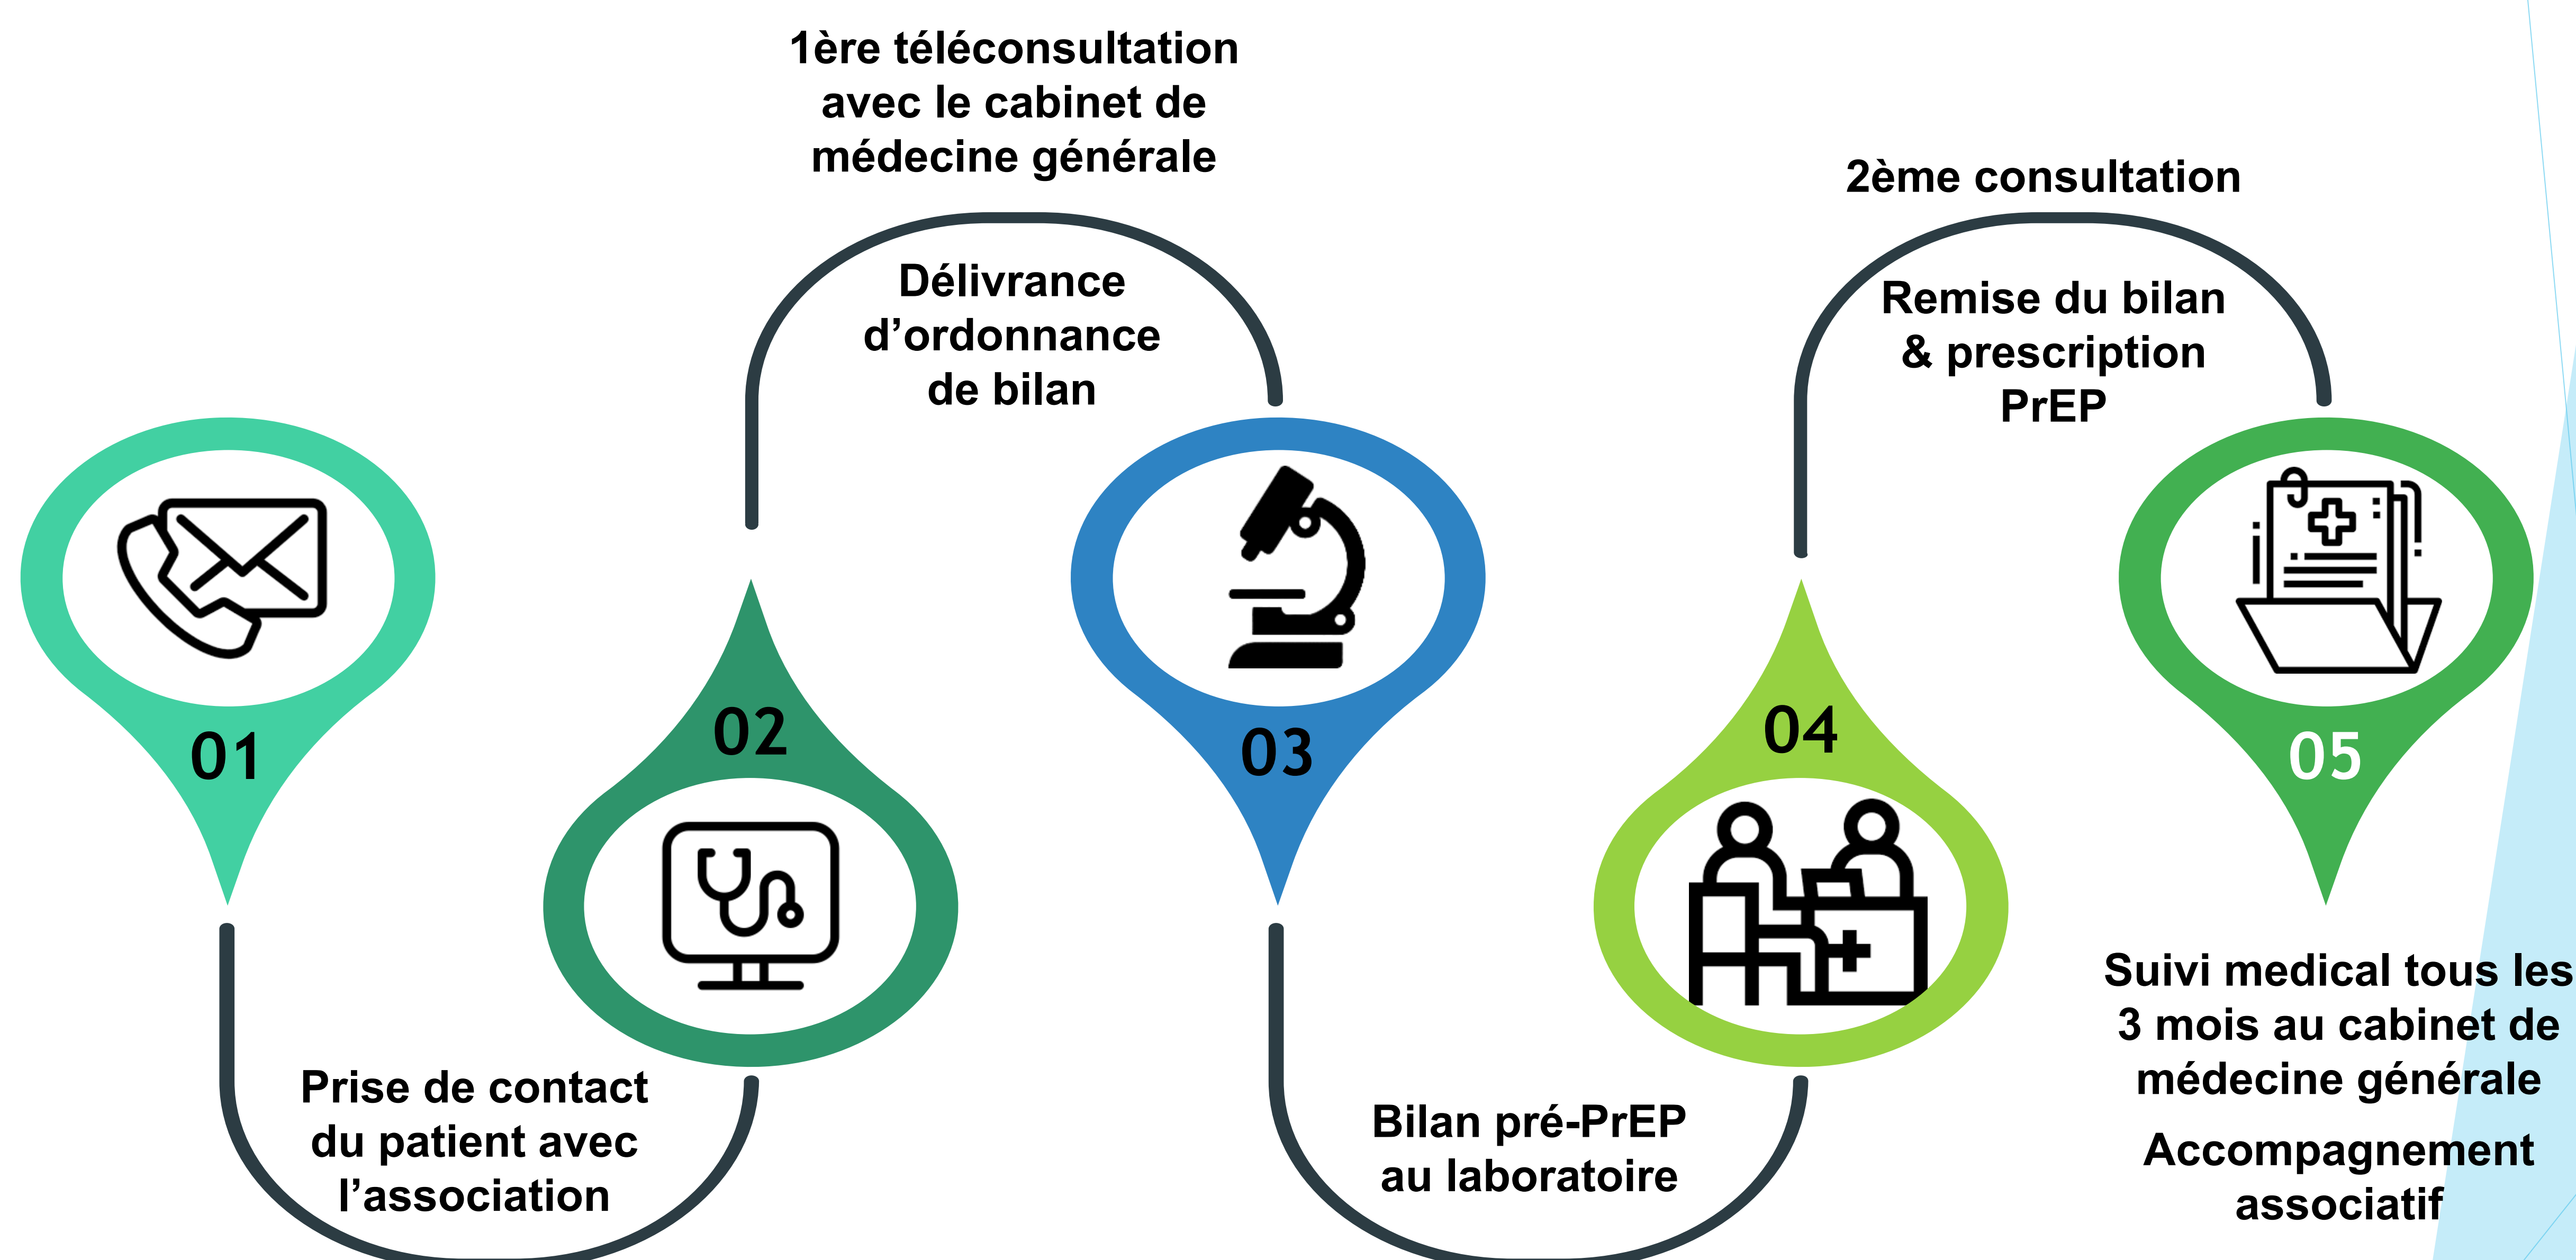 01
Prise de contact
du patient avec
l’association
1ère téléconsultation
avec le cabinet de
médecine générale
02
Délivrance
d’ordonnance
de bilan
03
Bilan pré-PrEP
au laboratoire
2ème consultation
04
Remise du bilan
& prescription
PrEP
05
Suivi medical tous les
3 mois au cabinet de
médecine générale
Accompagnement
associatif